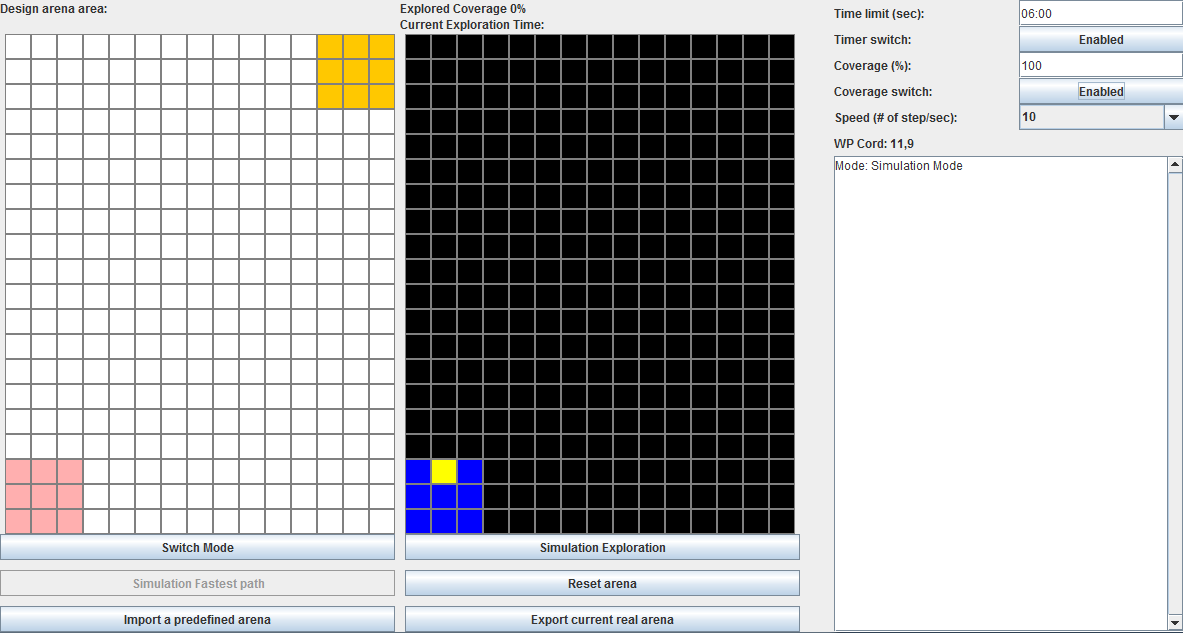 Design arena area:
Explored Coverage 0%
Current Exploration Time:
Time limit (sec):
06:00
Timer switch:
Enabled
Coverage (%):
100
Coverage switch:
Enabled
Speed (# of step/sec):
10
WP Cord: 11,9
Mode: Simulation Mode
Switch Mode
Simulation Exploration
Simulation Fastest path
Reset arena
Import a predefined arena
Export current real arena